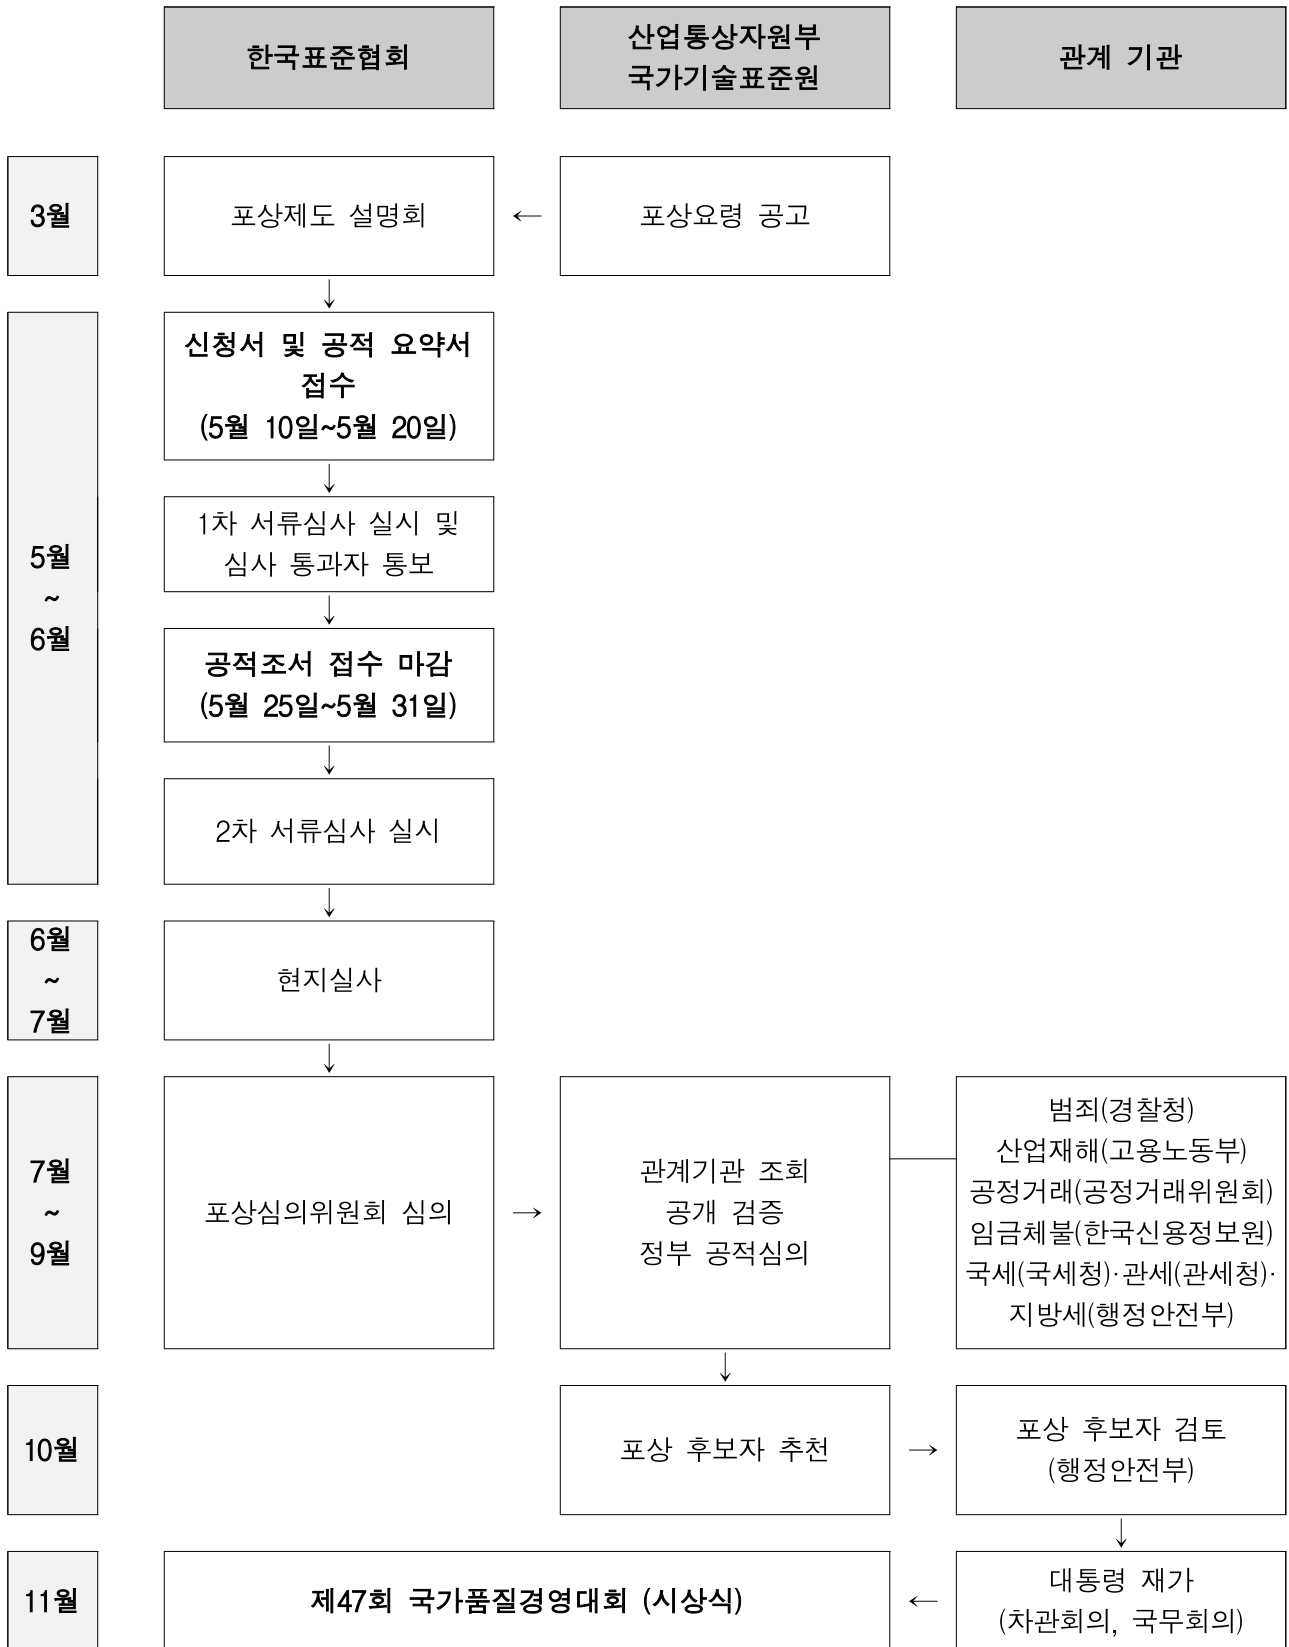 한국표준협회
산업통상자원부
국가기술표준원
관계 기관
3월
포상제도 설명회
←
포상요령 공고
↓
5월
~
6월
신청서 및 공적 요약서
접수
(5월 10일~5월 20일)
↓
1차 서류심사 실시 및
심사 통과자 통보
↓
공적조서 접수 마감
(5월 25일~5월 31일)
↓
2차 서류심사 실시
↓
6월
~
7월
현지실사
↓
7월
~
9월
포상심의위원회 심의
→
관계기관 조회
공개 검증
정부 공적심의
범죄(경찰청)
산업재해(고용노동부)
공정거래(공정거래위원회)
임금체불(한국신용정보원)
국세(국세청)·관세(관세청)·
지방세(행정안전부)
↓
10월
포상 후보자 추천
→
포상 후보자 검토
(행정안전부)
↓
11월
제47회 국가품질경영대회 (시상식)
←
대통령 재가
(차관회의, 국무회의)